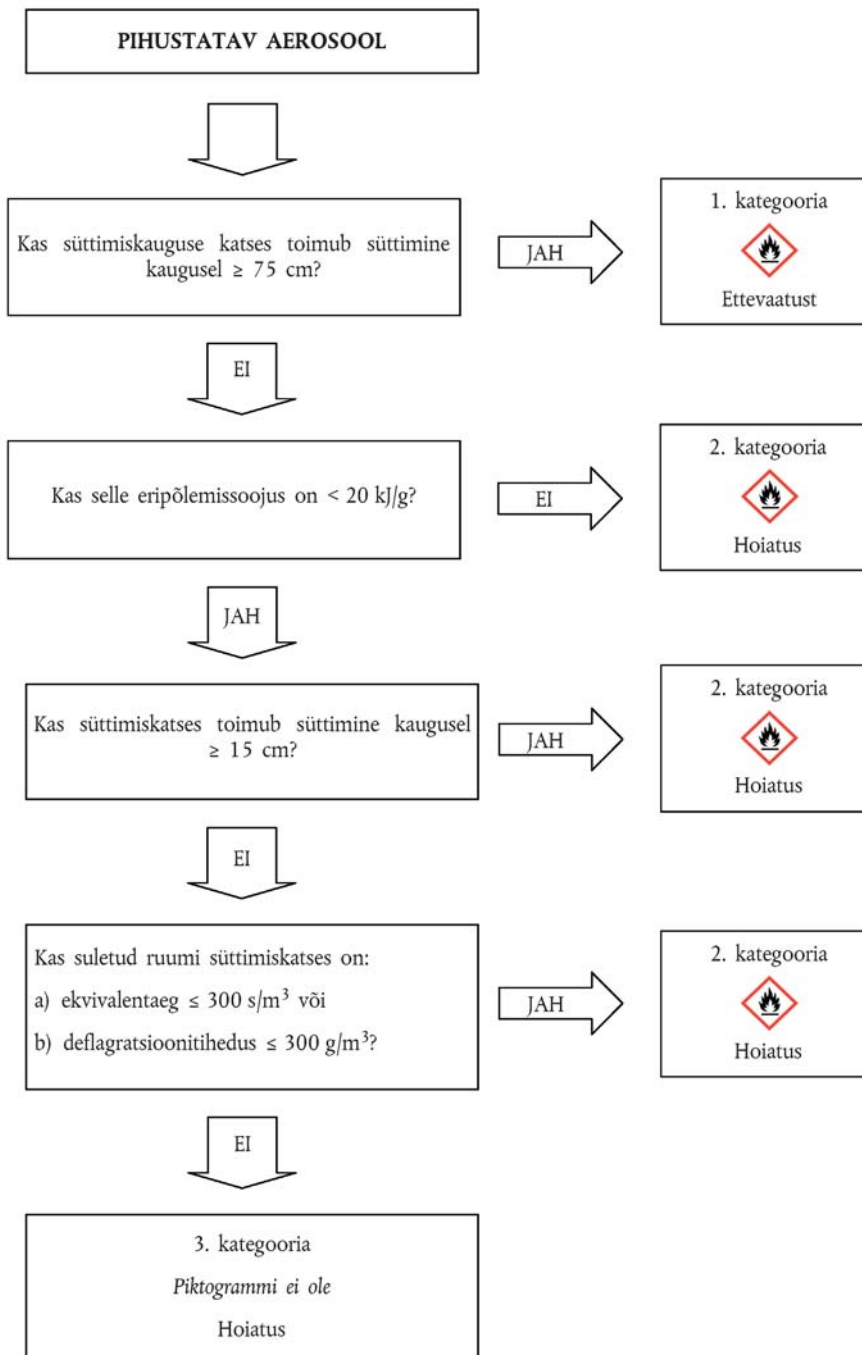 PIHUSTATAV AEROSOOL
Kas süttimiskauguse katses toimub süttimine
kaugusel ≥ 75 cm?
JAH
1. kategooria
Ettevaatust
EI
Kas selle eripõlemissoojus on < 20 kJ/g?
EI
2. kategooria
Hoiatus
JAH
Kas süttimiskatses toimub süttimine kaugusel
≥ 15 cm?
JAH
2. kategooria
Hoiatus
EI
Kas suletud ruumi süttimiskatses on:
a) ekvivalentaeg ≤ 300 s/m³ või
b) deflagratsioonitihedus ≤ 300 g/m³?
JAH
2. kategooria
Hoiatus
EI
3. kategooria
Piktogrammi ei ole
Hoiatus